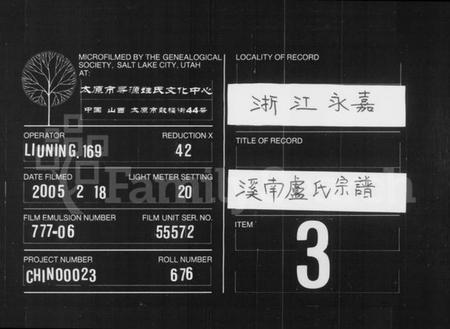 MICROFILMED BY THE GENEALOGICAL
SOCIETY, SALT LAKE CITY, UTAH
AT:
太原市寻源姓氏文化中心
中国 山西 太原市鼓楼街44号
OPERATOR
LIUNING, 169
REDUCTION X
42
DATE FILMED
2005 2 18
LIGHT METER SETTING
20
FILM EMULSION NUMBER
777-06
FILM UNIT SER. NO.
55572
PROJECT NUMBER
CHN00023
ROLL NUMBER
676
LOCALITY OF RECORD
浙江永嘉
TITLE OF RECORD
溪南盧氏宗譜
ITEM
3